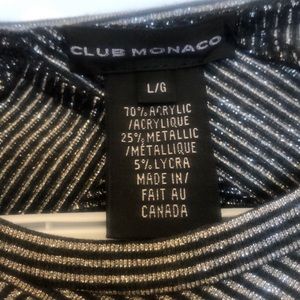 CLUB MONACO
L/G
70% ACRYLIC
/ACRYLIQUE
25% METALLIC
/MÉTALLIQUE
5% LYCRA
MADE IN/
FAIT AU
CANADA